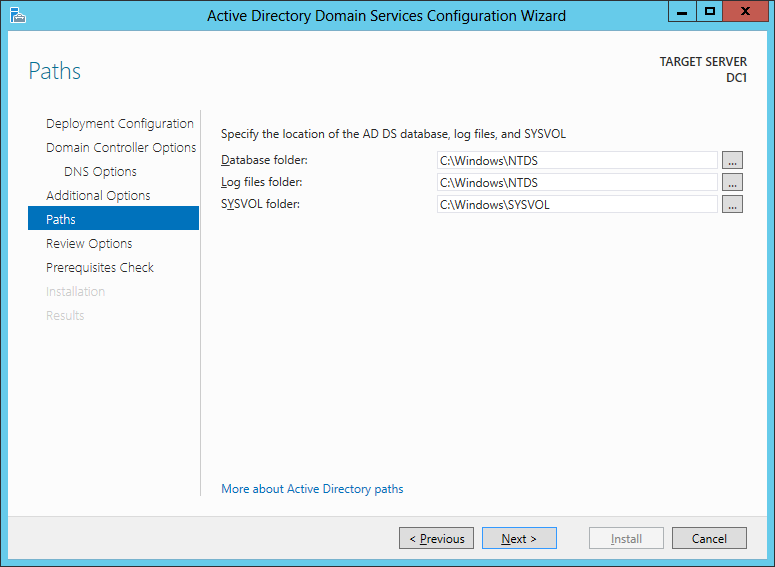 Active Directory Domain Services Configuration Wizard
Paths
TARGET SERVER
DC1
Deployment Configuration
Domain Controller Options
DNS Options
Additional Options
Paths
Review Options
Prerequisites Check
Installation
Results
Specify the location of the AD DS database, log files, and SYSVOL
Database folder: C:\Windows\NTDS ...
Log files folder: C:\Windows\NTDS ...
SYSVOL folder: C:\Windows\SYSVOL ...
More about Active Directory paths
< Previous Next > Install Cancel